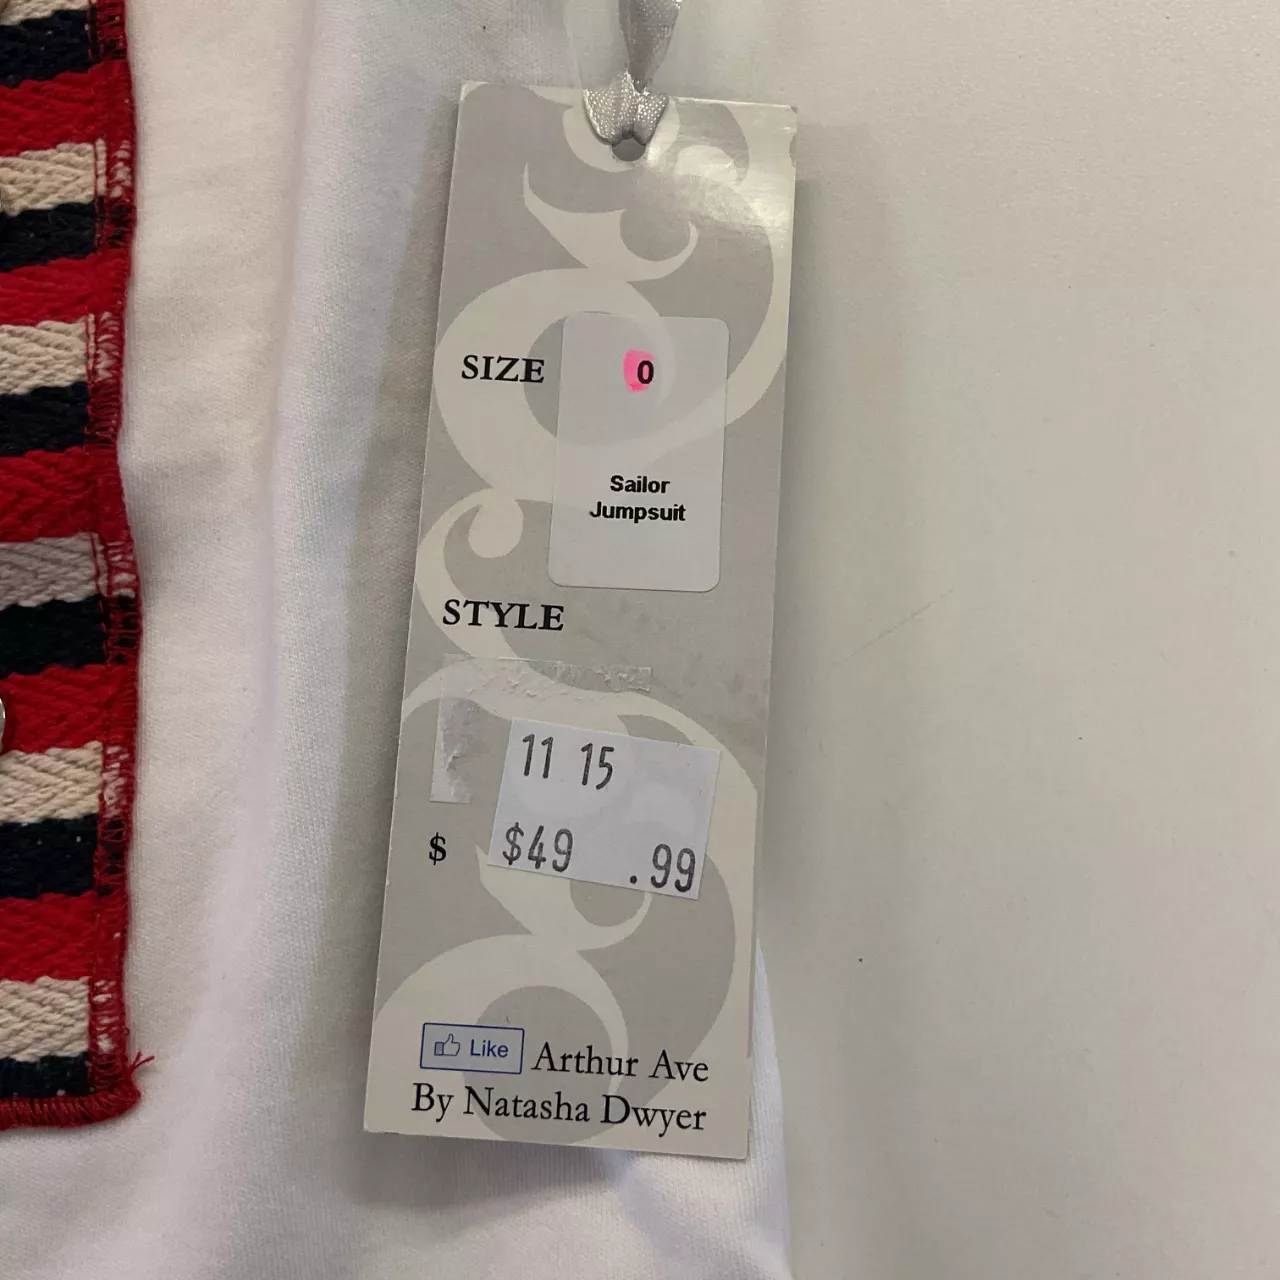 SIZE 0
Sailor
Jumpsuit
STYLE
11 15
$ $49 .99
Like Arthur Ave
By Natasha Dwyer